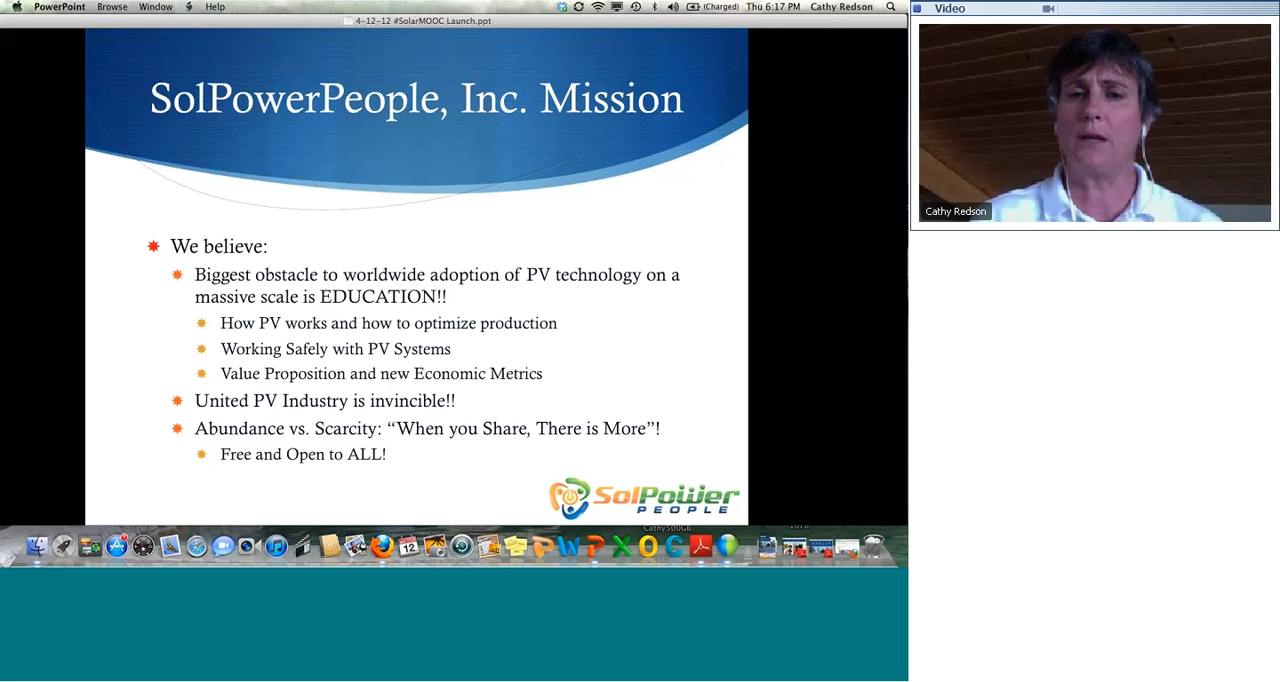 PowerPoint Browse Window Help
(Charged) Thu 6:17 PM Cathy Redson
4-12-12 #SolarMOOC Launch.ppt
Video
SolPowerPeople, Inc. Mission
Cathy Redson
We believe:
Biggest obstacle to worldwide adoption of PV technology on a
massive scale is EDUCATION!!
How PV works and how to optimize production
Working Safely with PV Systems
Value Proposition and new Economic Metrics
United PV Industry is invincible!!
Abundance vs. Scarcity: “When you Share, There is More”!
Free and Open to ALL!
SolPower
PEOPLE
Cathy500GB
12